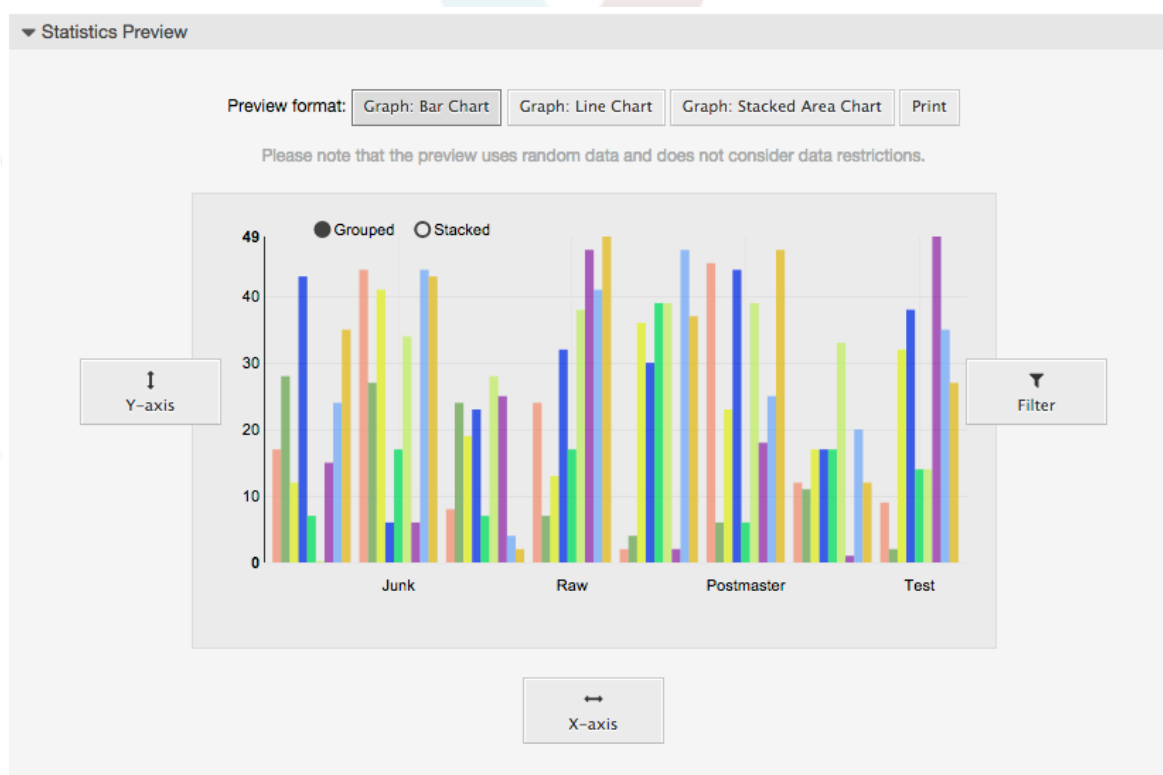 Statistics Preview
Preview format: Graph: Bar Chart Graph: Line Chart Graph: Stacked Area Chart Print
Please note that the preview uses random data and does not consider data restrictions.
Grouped Stacked
49
40
30
20
10
0
Junk Raw Postmaster Test
Y-axis
Filter
X-axis